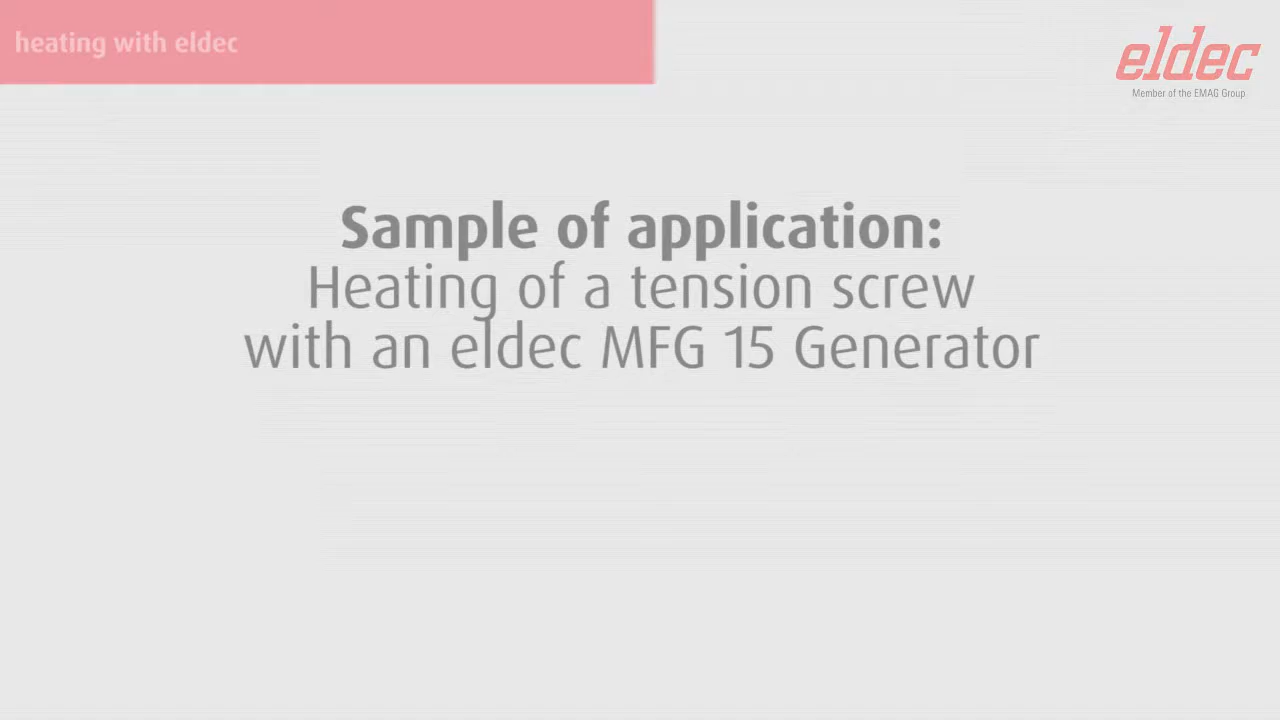 heating with eldec
eldec
Member of the EMAG Group
Sample of application:
Heating of a tension screw
with an eldec MFG 15 Generator